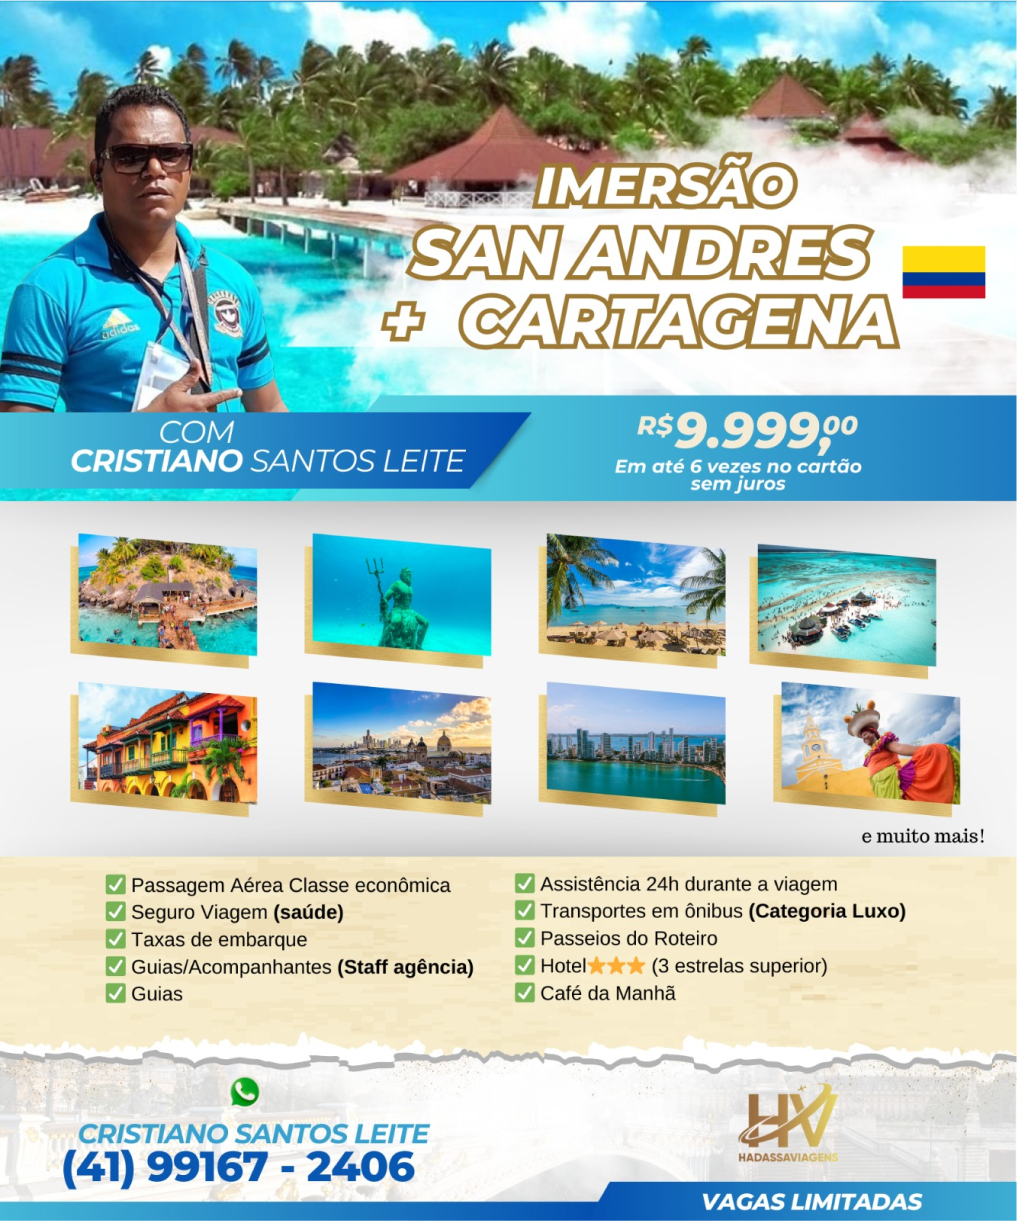 IMERSÃO
SAN ANDRES
+ CARTAGENA
adidas
COM
CRISTIANO SANTOS LEITE
R$9.999,00
Em até 6 vezes no cartão
sem juros
e muito mais!
Passagem Aérea Classe econômica
Seguro Viagem (saúde)
Taxas de embarque
Guias/Acompanhantes (Staff agência)
Guias
Assistência 24h durante a viagem
Transportes em ônibus (Categoria Luxo)
Passeios do Roteiro
Hotel⭐⭐⭐ (3 estrelas superior)
Café da Manhã
CRISTIANO SANTOS LEITE
(41) 99167 - 2406
HV
HADASSAVIAGENS
VAGAS LIMITADAS